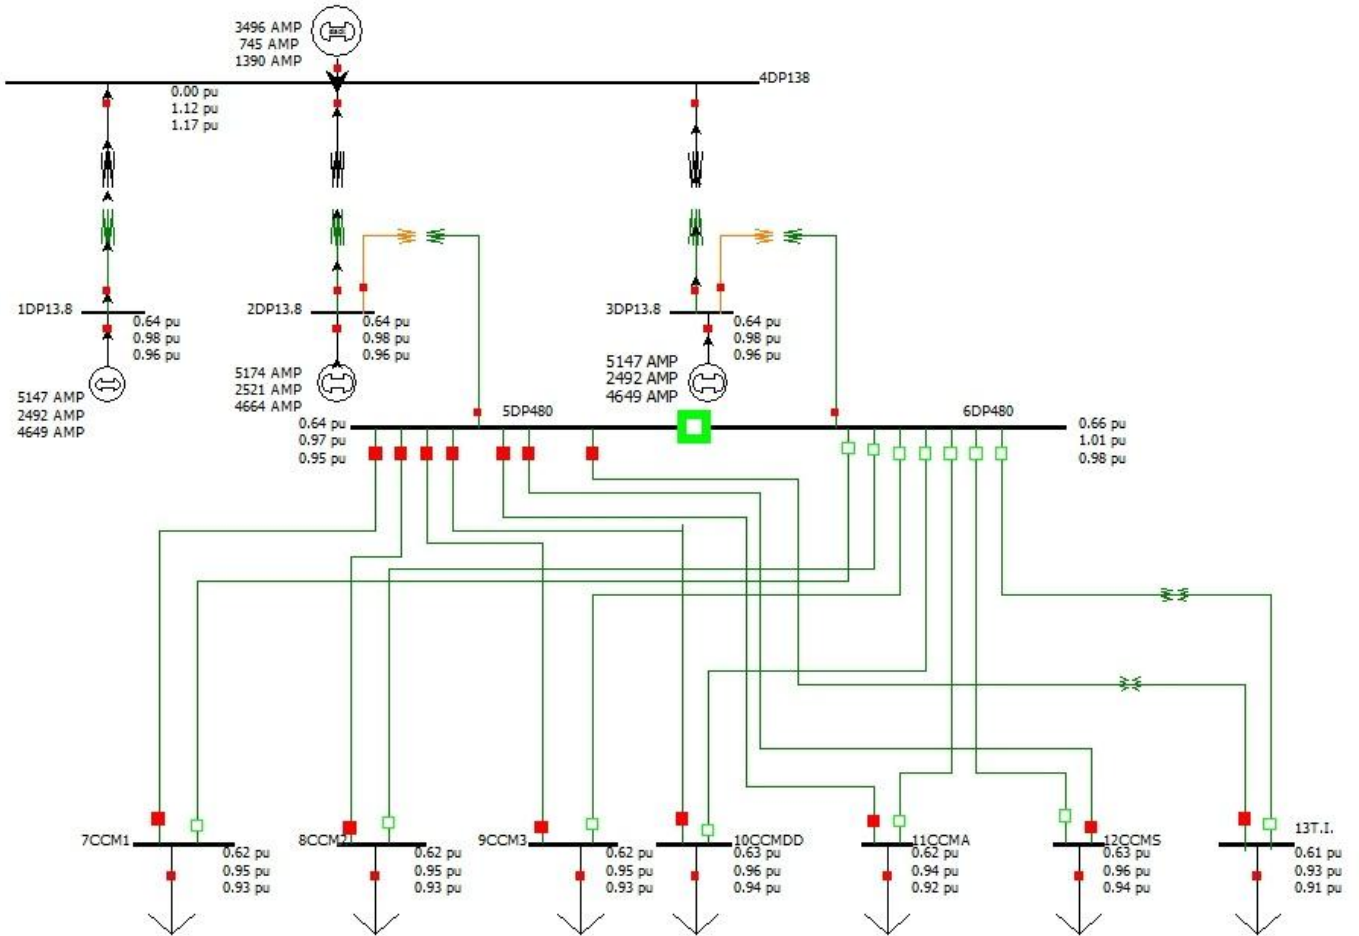 3496 AMP
745 AMP
1390 AMP
4DP138
0.00 pu
1.12 pu
1.17 pu
1DP13.8
0.64 pu
0.98 pu
0.96 pu
2DP13.8
0.64 pu
0.98 pu
0.96 pu
3DP13.8
0.64 pu
0.98 pu
0.96 pu
5147 AMP
2492 AMP
4649 AMP
5174 AMP
2521 AMP
4664 AMP
5147 AMP
2492 AMP
4649 AMP
5DP480
6DP480
0.64 pu
0.97 pu
0.95 pu
0.66 pu
1.01 pu
0.98 pu
7CCM1
0.62 pu
0.95 pu
0.93 pu
8CCM2
0.62 pu
0.95 pu
0.93 pu
9CCM3
0.62 pu
0.95 pu
0.93 pu
10CCMDD
0.63 pu
0.96 pu
0.94 pu
11CCMA
0.62 pu
0.94 pu
0.92 pu
12CCMS
0.63 pu
0.96 pu
0.94 pu
13T.I.
0.61 pu
0.93 pu
0.91 pu